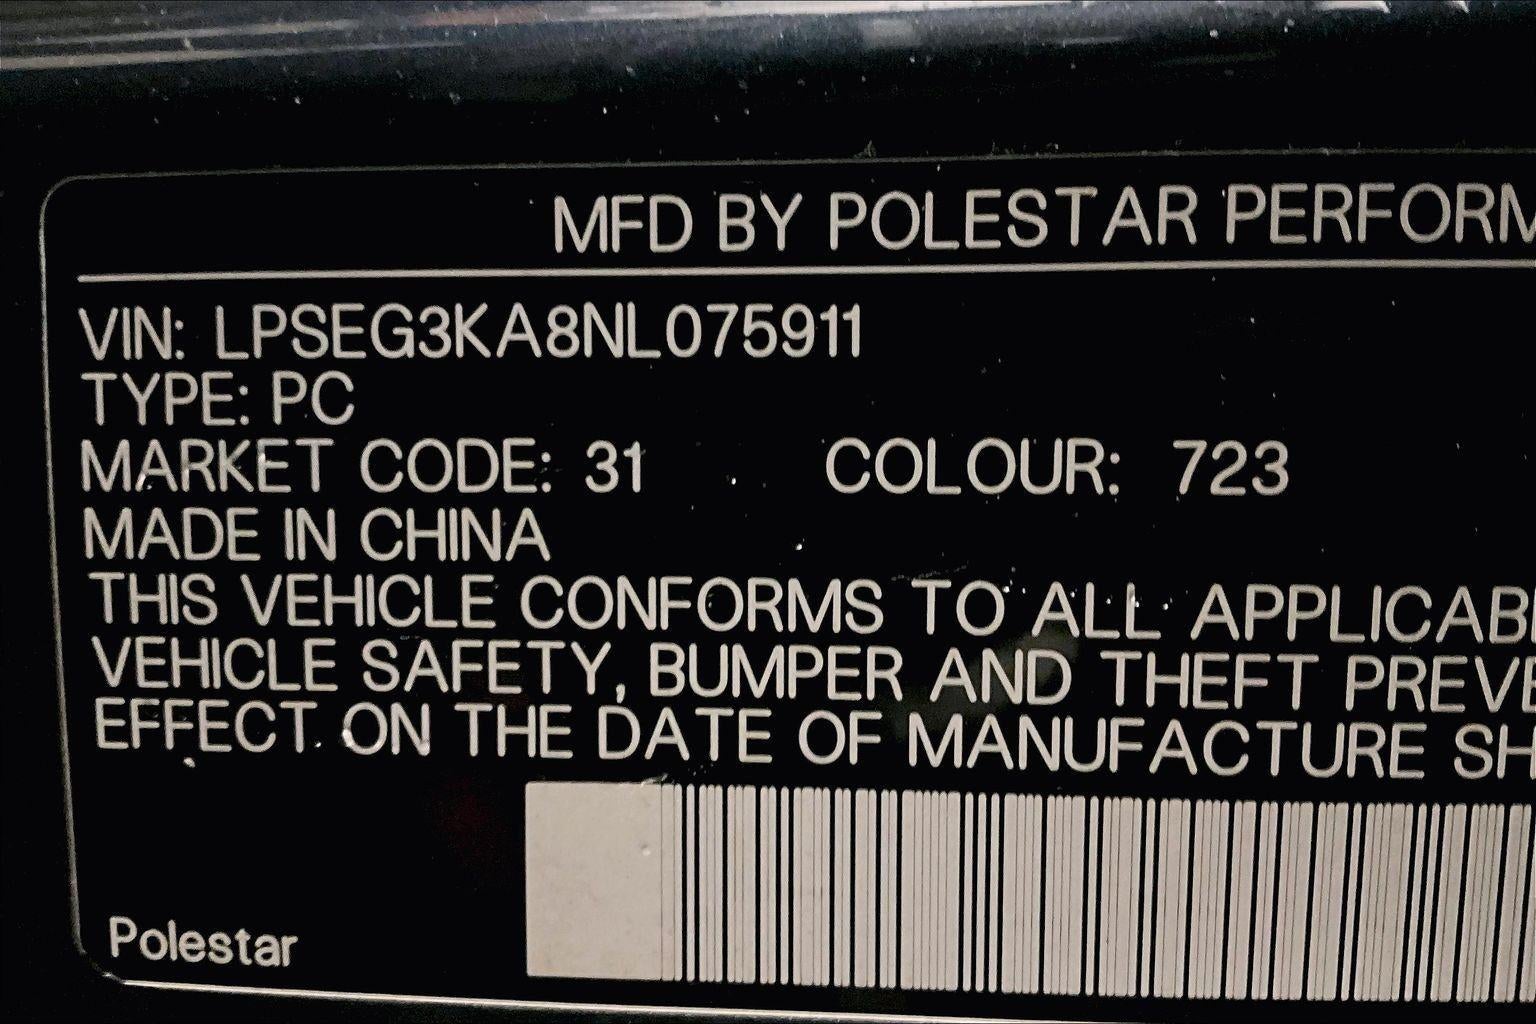 MFD BY POLESTAR PERFORM
VIN: LPSEG3KA8NL075911
TYPE: PC
MARKET CODE: 31 COLOUR: 723
MADE IN CHINA
THIS VEHICLE CONFORMS TO ALL APPLICAB
VEHICLE SAFETY, BUMPER AND THEFT PREVE
EFFECT ON THE DATE OF MANUFACTURE SH
Polestar